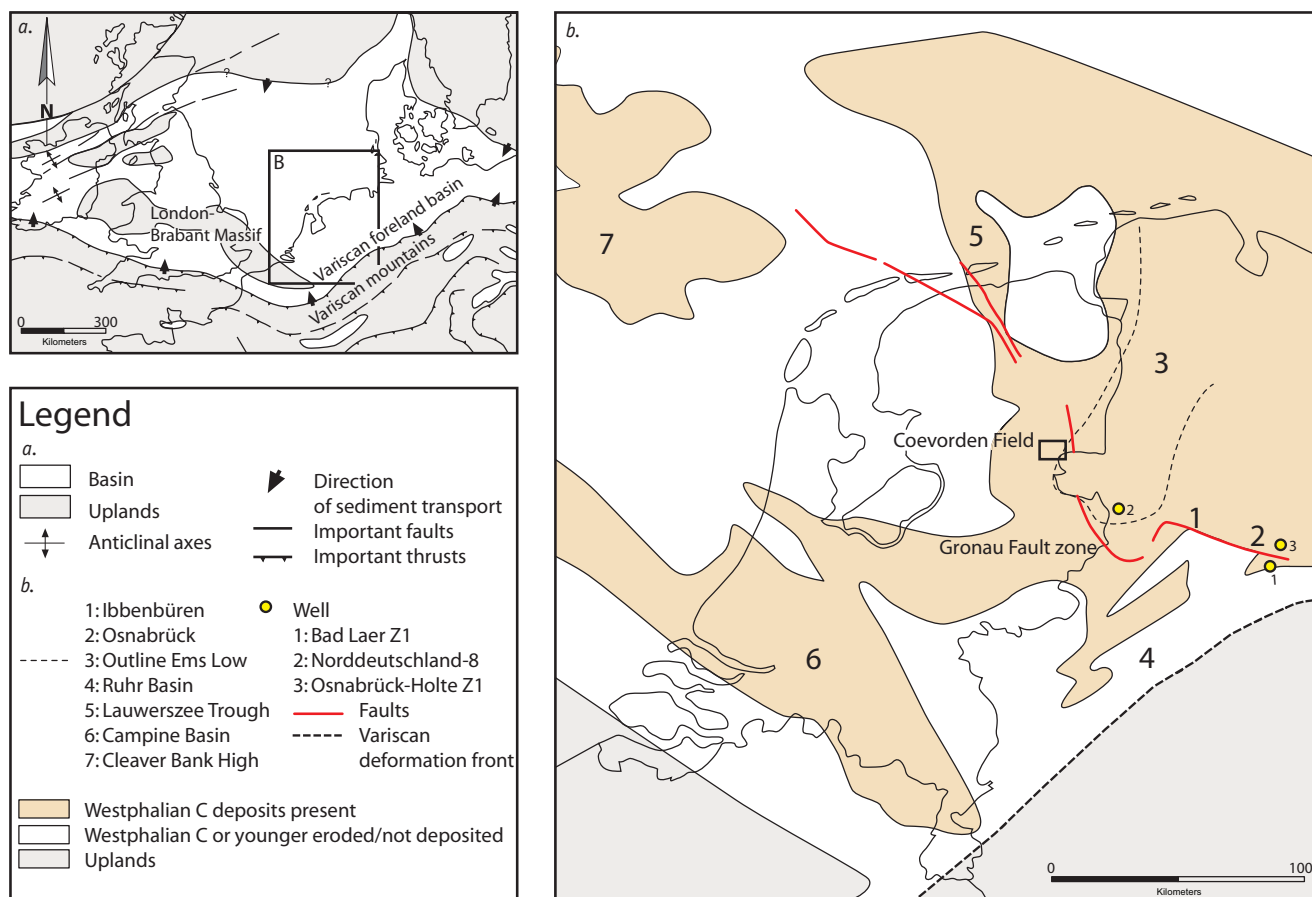 a.
N
?
?
B
London-
Brabant Massif
Variscan foreland basin
Variscan mountains
0 300
Kilometers
Legend
a.
Basin
Uplands
Anticlinal axes
Direction
of sediment transport
Important faults
Important thrusts
b.
1: Ibbenbüren
2: Osnabrück
3: Outline Ems Low
4: Ruhr Basin
5: Lauwerszee Trough
6: Campine Basin
7: Cleaver Bank High
Well
1: Bad Laer Z1
2: Norddeutschland-8
3: Osnabrück-Holte Z1
Faults
Variscan
deformation front
Westphalian C deposits present
Westphalian C or younger eroded/not deposited
Uplands
b.
7
5
3
Coevorden Field
2
1
2
3
Gronau Fault zone
1
6
4
0 100
Kilometers